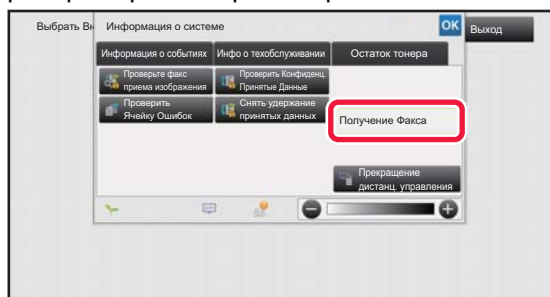 Выбрать Вн
Информация о системе
OK
Выход
Информация о событиях
Инфо о техобслуживании
Остаток тонера
Проверьте факс
приема изображения
Проверить Конфиденц.
Принятые Данные
Проверить
Ячейку Ошибок
Снять удержание
принятых данных
Получение Факса
Прекращение
дистанц. управления